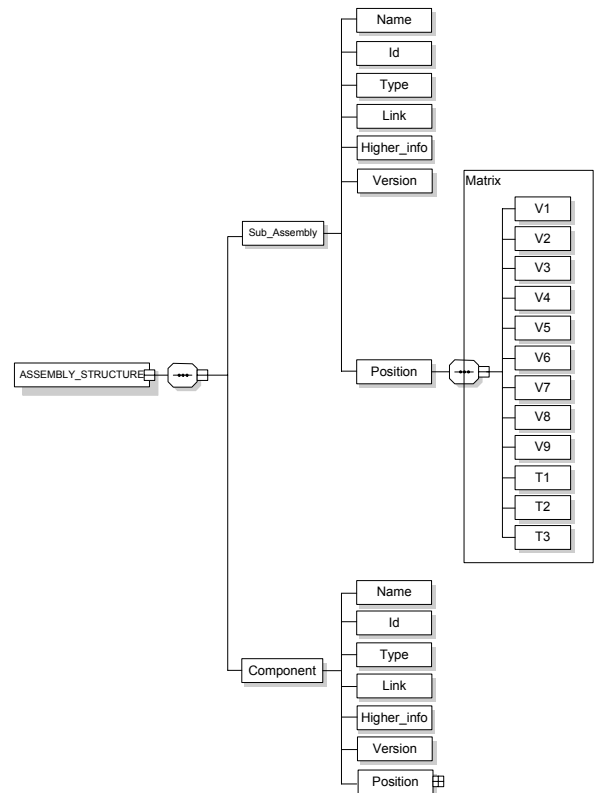 ASSEMBLY_STRUCTURE
Sub_Assembly
Name
Id
Type
Link
Higher_info
Version
Position
Matrix
V1
V2
V3
V4
V5
V6
V7
V8
V9
T1
T2
T3
Component
Name
Id
Type
Link
Higher_info
Version
Position